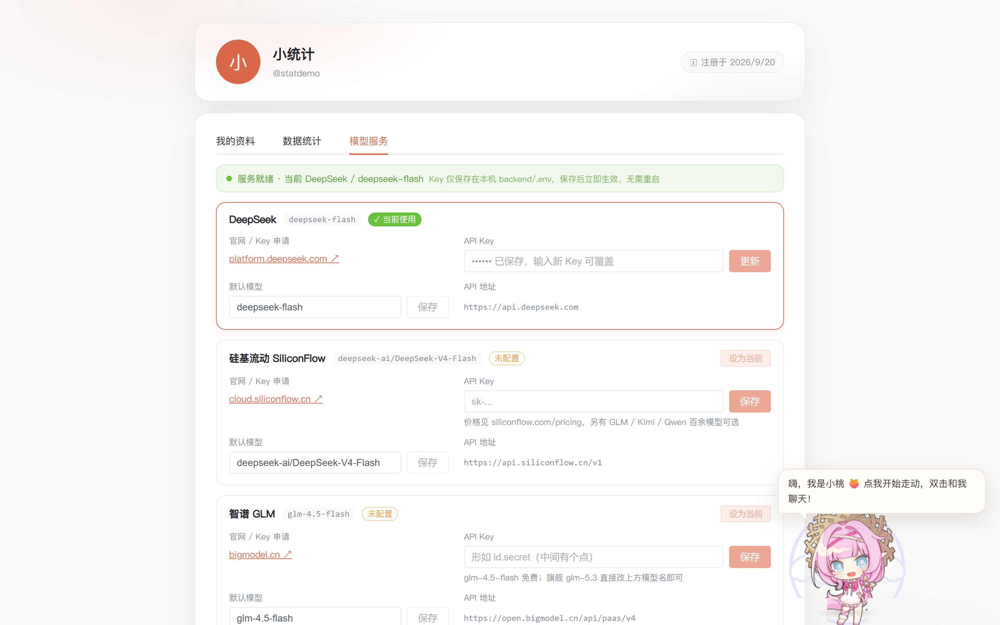 小
小统计
@statdemo
注册于 2026/9/20
我的资料 数据统计 模型服务
服务就绪 · 当前 DeepSeek / deepseek-flash Key 仅保存在本机 backend/.env，保存后立即生效、无需重启
DeepSeek deepseek-flash ✓ 当前使用
官网 / Key 申请
platform.deepseek.com ↗
API Key
•••••• 已保存，输入新 Key 可覆盖 更新
默认模型
deepseek-flash 保存
API 地址
https://api.deepseek.com
硅基流动 SiliconFlow deepseek-ai/DeepSeek-V4-Flash 未配置 设为当前
官网 / Key 申请
cloud.siliconflow.cn ↗
API Key
sk-... 保存
价格见 siliconflow.com/pricing，另有 GLM / Kimi / Qwen 百余模型可选
默认模型
deepseek-ai/DeepSeek-V4-Flash 保存
API 地址
https://api.siliconflow.cn/v1
智谱 GLM glm-4.5-flash 未配置 设为当前
官网 / Key 申请
bigmodel.cn ↗
API Key
形如 id.secret（中间有个点） 保存
glm-4.5-flash 免费；旗舰 glm-5.3 直接改上方模型名即可
默认模型
glm-4.5-flash 保存
API 地址
https://open.bigmodel.cn/api/paas/v4
嗨，我是小桃 🍑 点我开始走动，双击和我
聊天！